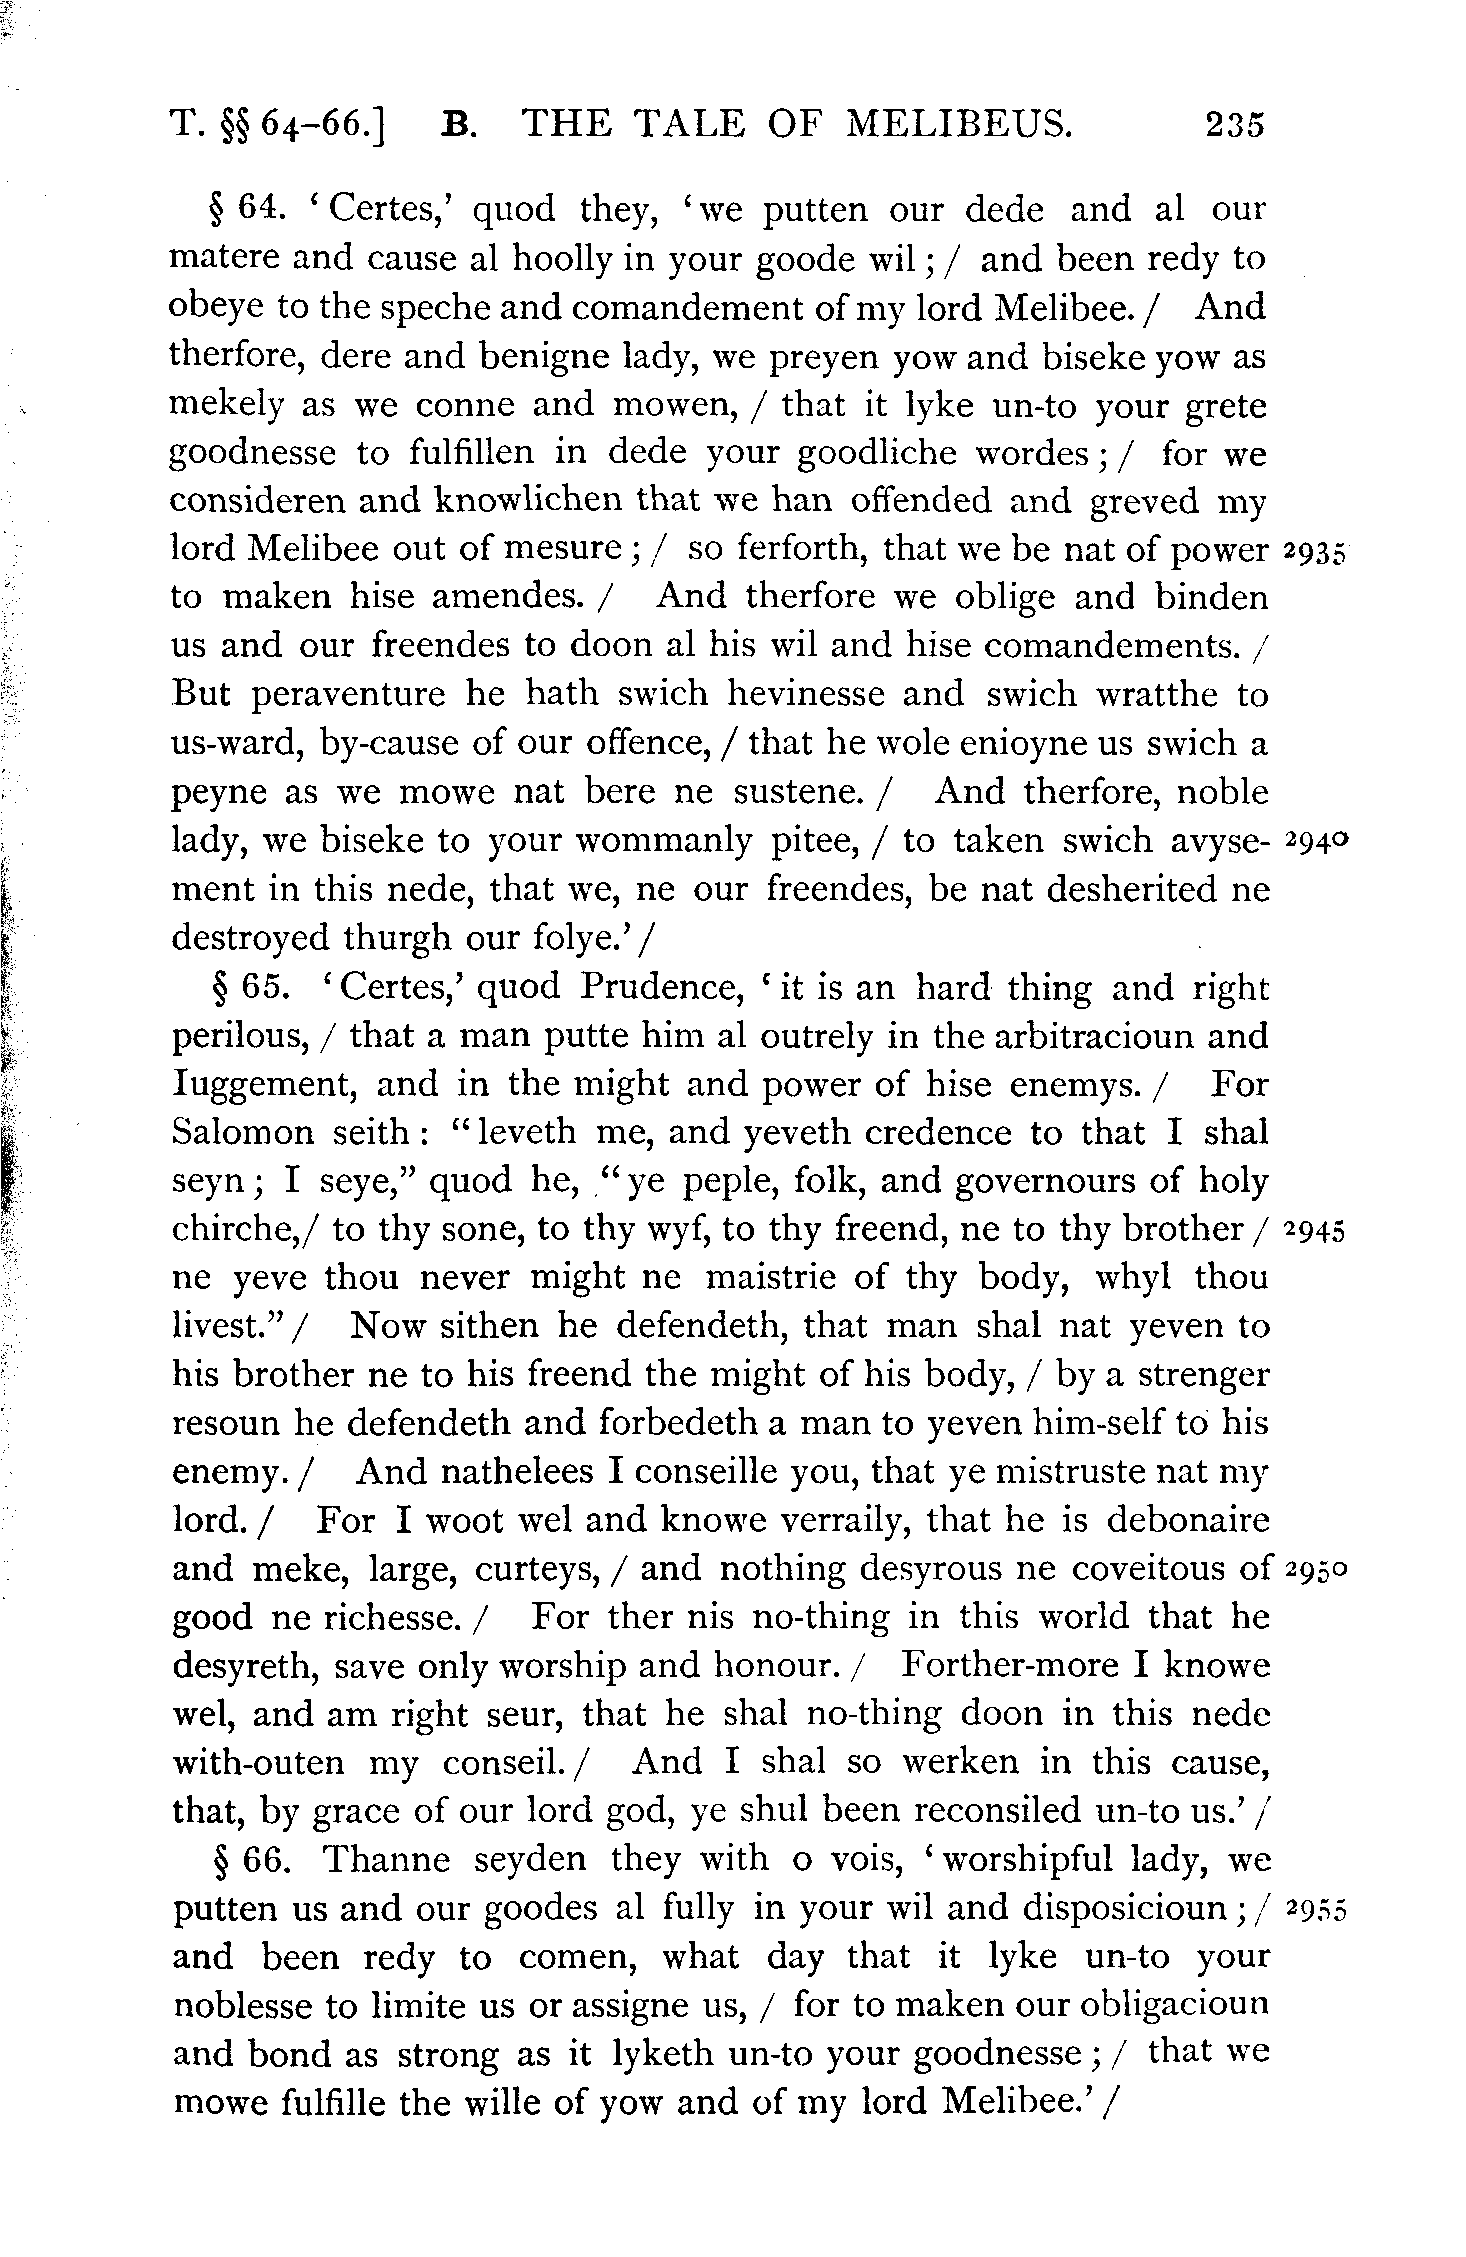 T. §§ 64–66.] B. THE TALE OF MELIBEUS. 235
§ 64. ‘Certes,’ quod they, ‘we putten our dede and al our
matere and cause al hoolly in your goode wil; / and been redy to
obeye to the speche and comandement of my lord Melibee. / And
therfore, dere and benigne lady, we preyen yow and biseke yow as
mekely as we conne and mowen, / that it lyke un-to your grete
goodnesse to fulfillen in dede your goodliche wordes; / for we
consideren and knowlichen that we han offended and greved my
lord Melibee out of mesure; / so ferforth, that we be nat of power 2935
to maken hise amendes. / And therfore we oblige and binden
us and our freendes to doon al his wil and hise comandements. /
But peraventure he hath swich hevinesse and swich wratthe to
us-ward, by-cause of our offence, / that he wole enioyne us swich a
peyne as we mowe nat bere ne sustene. / And therfore, noble
lady, we biseke to your wommanly pitee, / to taken swich avyse- 2940
ment in this nede, that we, ne our freendes, be nat desherited ne
destroyed thurgh our folye.’ /
§ 65. ‘Certes,’ quod Prudence, ‘it is an hard thing and right
perilous, / that a man putte him al outrely in the arbitracioun and
Iuggement, and in the might and power of hise enemys. / For
Salomon seith: “leveth me, and yeveth credence to that I shal
seyn; I seye,” quod he, “ye peple, folk, and governours of holy
chirche,/ to thy sone, to thy wyf, to thy freend, ne to thy brother / 2945
ne yeve thou never might ne maistrie of thy body, whyl thou
livest.” / Now sithen he defendeth, that man shal nat yeven to
his brother ne to his freend the might of his body, / by a strenger
resoun he defendeth and forbedeth a man to yeven him-self to his
enemy. / And nathelees I conseille you, that ye mistruste nat my
lord. / For I woot wel and knowe verraily, that he is debonaire
and meke, large, curteys, / and nothing desyrous ne coveitous of 2950
good ne richesse. / For ther nis no-thing in this world that he
desyreth, save only worship and honour. / Forther-more I knowe
wel, and am right seur, that he shal no-thing doon in this nede
with-outen my conseil. / And I shal so werken in this cause,
that, by grace of our lord god, ye shul been reconsiled un-to us.’ /
§ 66. Thanne seyden they with o vois, ‘worshipful lady, we
putten us and our goodes al fully in your wil and disposicioun; / 2955
and been redy to comen, what day that it lyke un-to your
noblesse to limite us or assigne us, / for to maken our obligacioun
and bond as strong as it lyketh un-to your goodnesse; / that we
mowe fulfille the wille of yow and of my lord Melibee.’ /